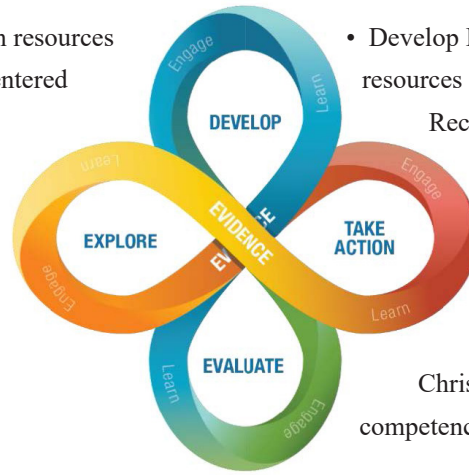 n resources
entered
• Develop
resources
Rec
Engage
Learn
DEVELOP
Learn
Engage
EVIDENCE
EXPLORE
TAKE
ACTION
Engage
Learn
EVALUATE
Learn
Engage
Chris
competenc